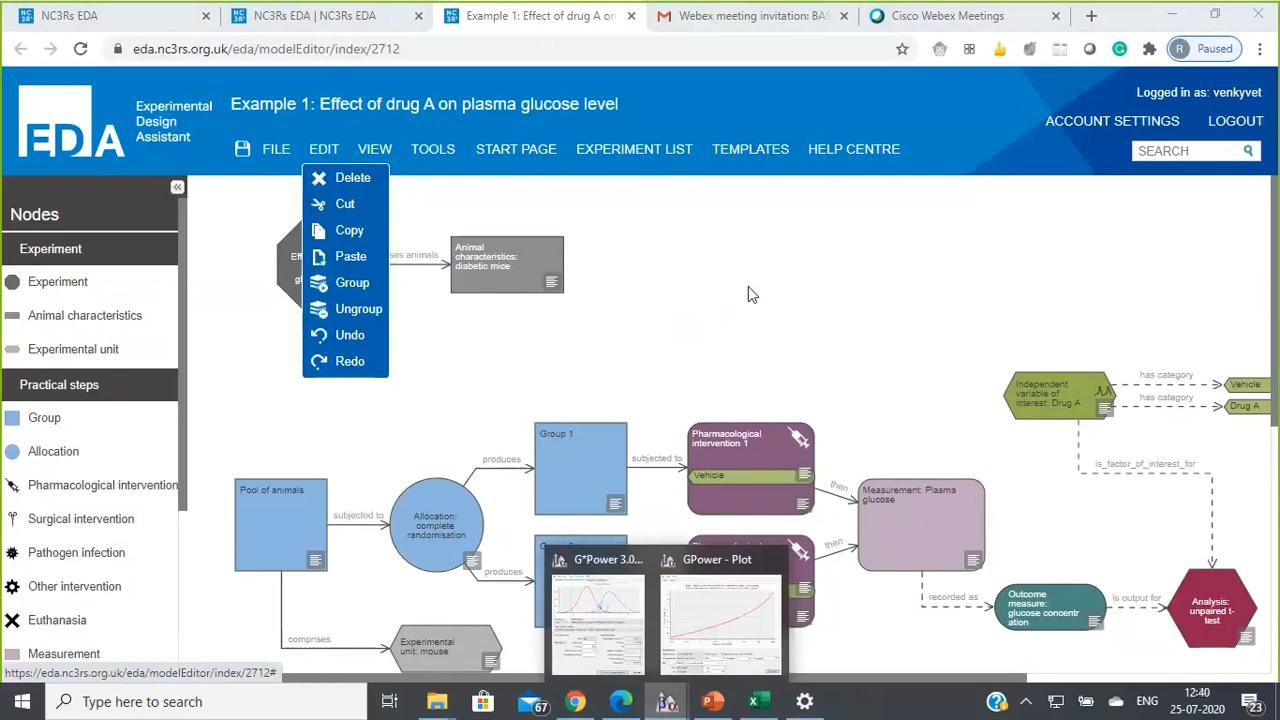 NC3Rs EDA
NC3Rs EDA | NC3Rs EDA
Example 1: Effect of drug A on
Webex meeting invitation: BAS
Cisco Webex Meetings
eda.nc3rs.org.uk/eda/modelEditor/index/2712
R Paused
EDA
Experimental
Design
Assistant
Example 1: Effect of drug A on plasma glucose level
Logged in as: venkyvet
ACCOUNT SETTINGS
LOGOUT
FILE
EDIT
VIEW
TOOLS
START PAGE
EXPERIMENT LIST
TEMPLATES
HELP CENTRE
SEARCH
Delete
Cut
Copy
Paste
Group
Ungroup
Undo
Redo
Nodes
Experiment
Experiment
Animal characteristics
Experimental unit
Practical steps
Group
Allocation
Pharmacological intervention
Surgical intervention
Pathogen infection
Other intervention
Euthanasia
Measurement
https://eda.nc3rs.org.uk/eda/modelEditor/index/2712#
ses animals
Animal
characteristics:
diabetic mice
Independent
variable of
interest: Drug A
has category
Vehicle
has category
Drug A
is_factor_of_interest_for
Pool of animals
subjected to
Allocation:
complete
randomisation
produces
Group 1
subjected to
Pharmacological
intervention 1
Vehicle
then
Measurement: Plasma
glucose
produces
then
comprises
Experimental
unit: mouse
recorded as
Outcome
measure:
glucose concentr
ation
is output for
Analysis:
unpaired t-
test
G*Power 3.0...
GPower - Plot
Type here to search
67
ENG
12:40
25-07-2020
23